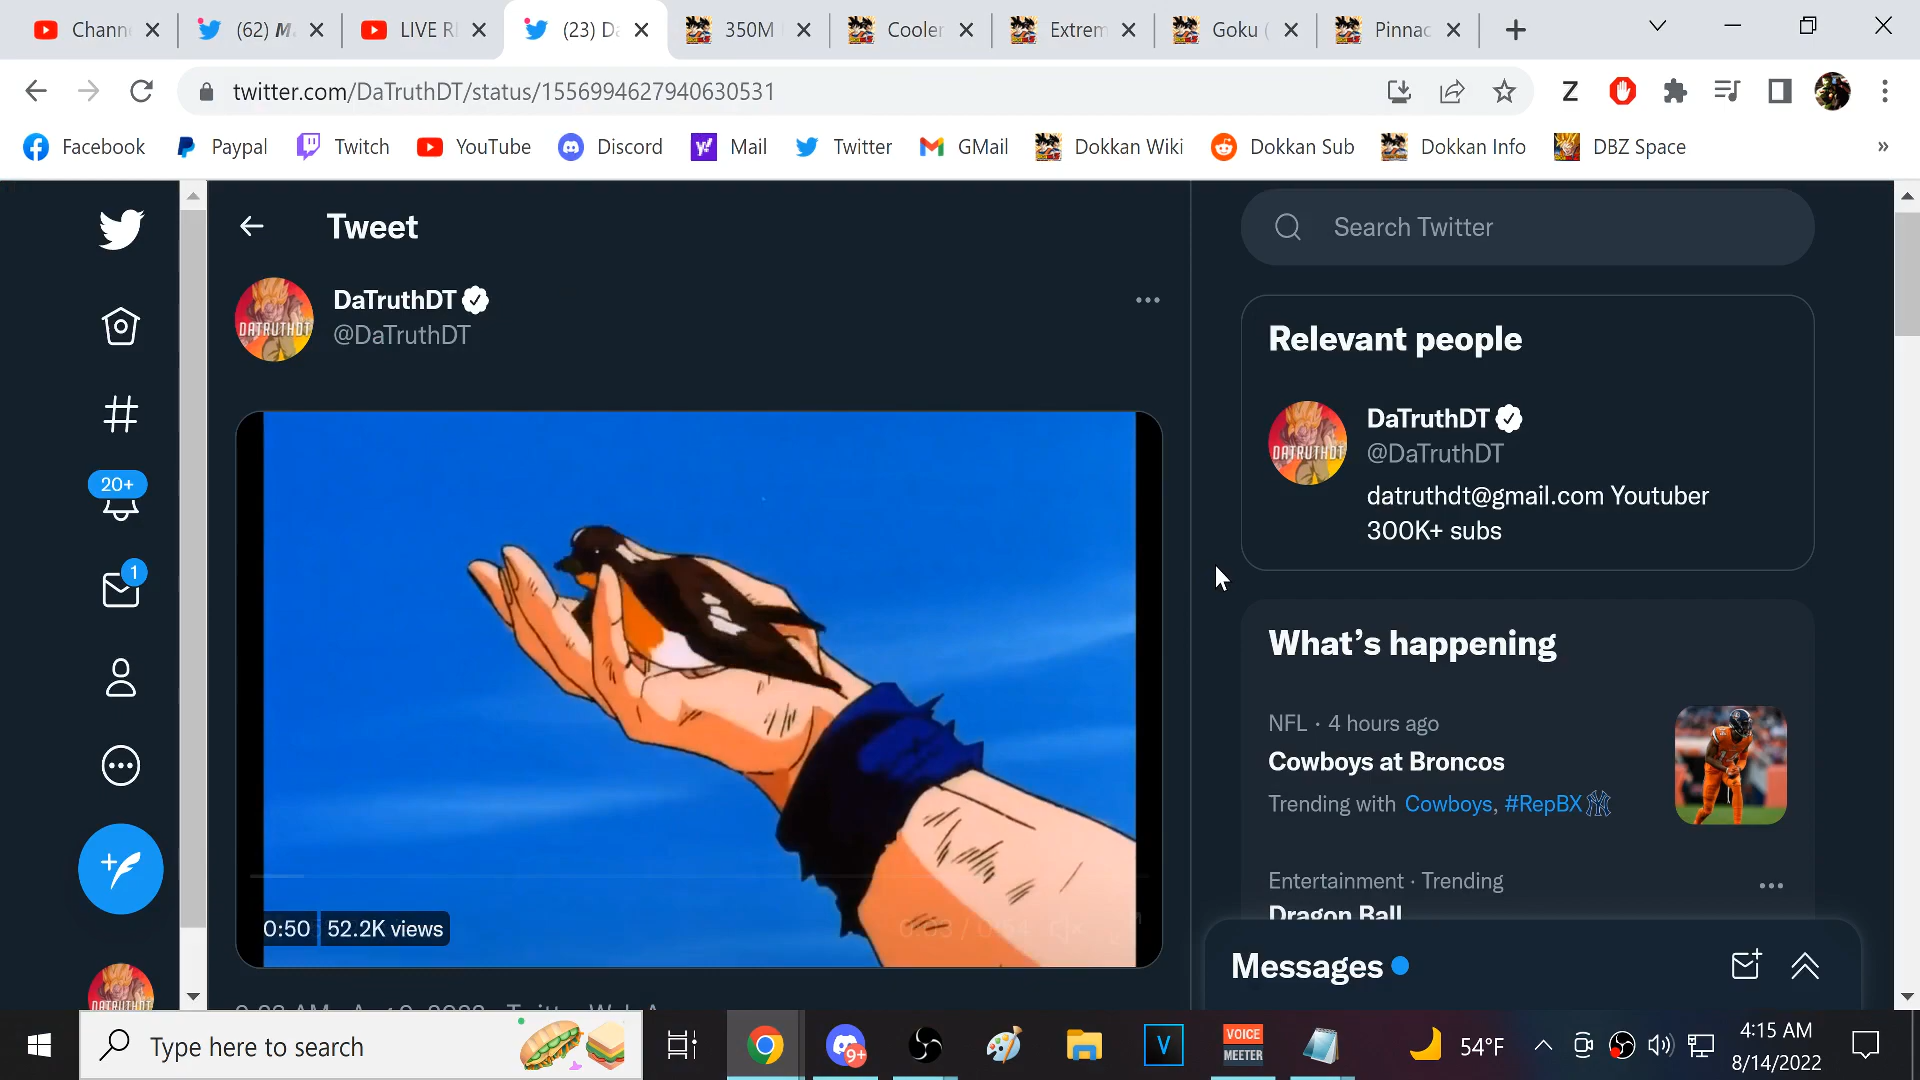 Chann
(62) M
LIVE R
(23) D
350M
Cooler
Extrem
Goku (
Pinnac
twitter.com/DaTruthDT/status/1556994627940630531
Facebook
Paypal
Twitch
YouTube
Discord
Mail
Twitter
GMail
Dokkan Wiki
Dokkan Sub
Dokkan Info
DBZ Space
»
Tweet
Search Twitter
DaTruthDT
@DaTruthDT
DATRUTHDT
Relevant people
DaTruthDT
@DaTruthDT
DATRUTHDT
datruthdt@gmail.com Youtuber
300K+ subs
20+
1
What's happening
NFL · 4 hours ago
Cowboys at Broncos
Trending with Cowboys, #RepBX
Entertainment · Trending
Dragon Ball
0:50
52.2K views
Messages
DATRUTHDT
Type here to search
9+
V
VOICE
MEETER
54°F
4:15 AM
8/14/2022